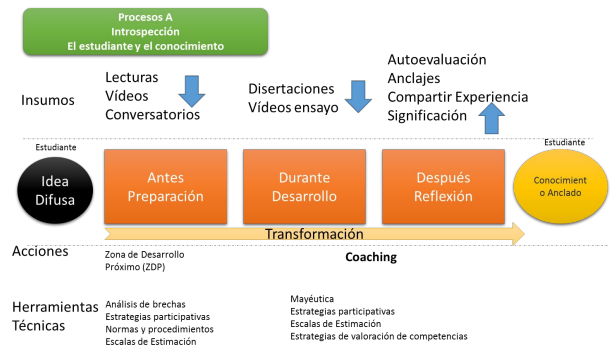 Procesos A
Introspección
El estudiante y el conocimiento
Insumos
Lecturas
Vídeos
Conversatorios
Disertaciones
Vídeos ensayo
Autoevaluación
Anclajes
Compartir Experiencia
Significación
Estudiante
Estudiante
Idea
Difusa
Antes
Preparación
Durante
Desarrollo
Después
Reflexión
Conocimient
o Anclado
Transformación
Acciones
Zona de Desarrollo
Próximo (ZDP)
Coaching
Herramientas
Técnicas
Análisis de brechas
Estrategias participativas
Normas y procedimientos
Escalas de Estimación
Mayéutica
Estrategias participativas
Escalas de Estimación
Estrategias de valoración de competencias